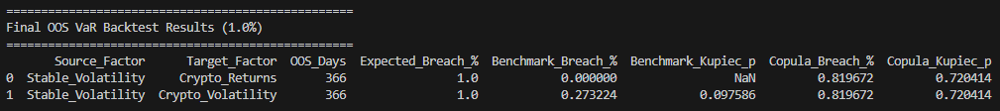 ==================================================
Final OOS VaR Backtest Results (1.0%)
==================================================
Source_Factor Target_Factor OOS_Days Expected_Breach_% Benchmark_Breach_% Benchmark_Kupiec_p Copula_Breach_% Copula_Kupiec_p
0 Stable_Volatility Crypto_Returns 366 1.0 0.000000 NaN 0.819672 0.720414
1 Stable_Volatility Crypto_Volatility 366 1.0 0.273224 0.097586 0.819672 0.720414